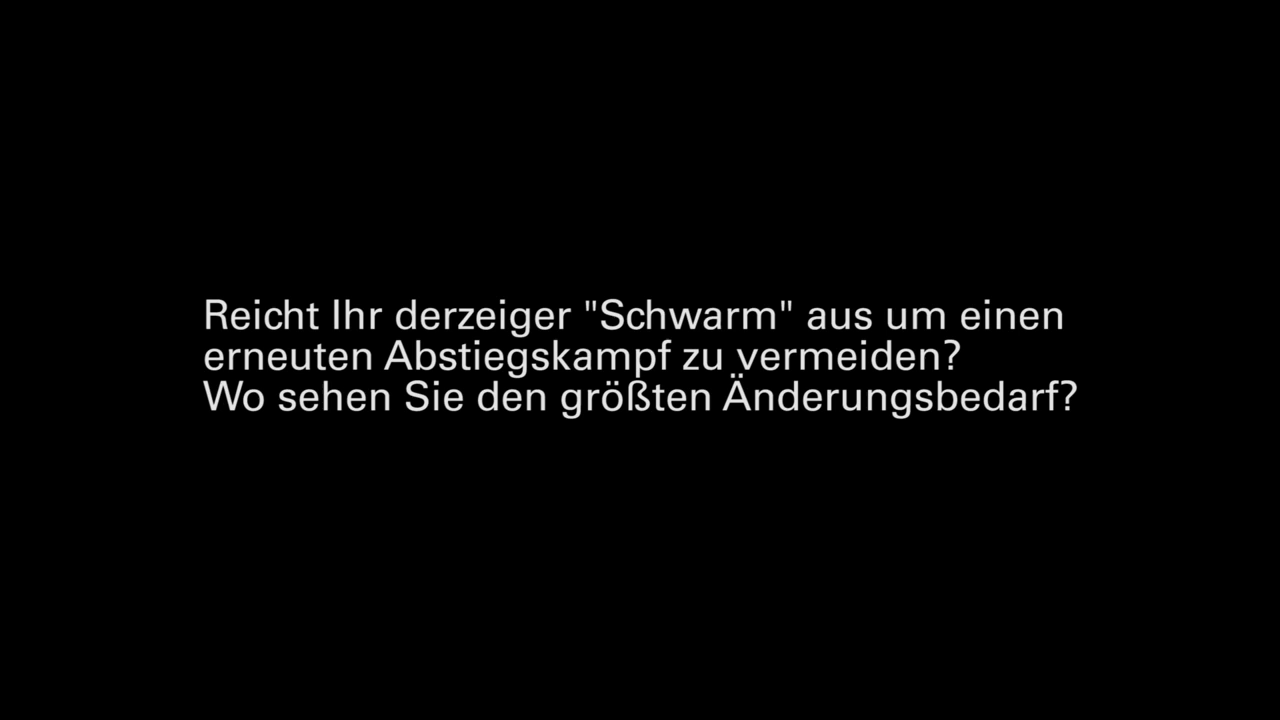 Reicht Ihr derzeiger "Schwarm" aus um einen
erneuten Abstiegskampf zu vermeiden?
Wo sehen Sie den größten Änderungsbedarf?